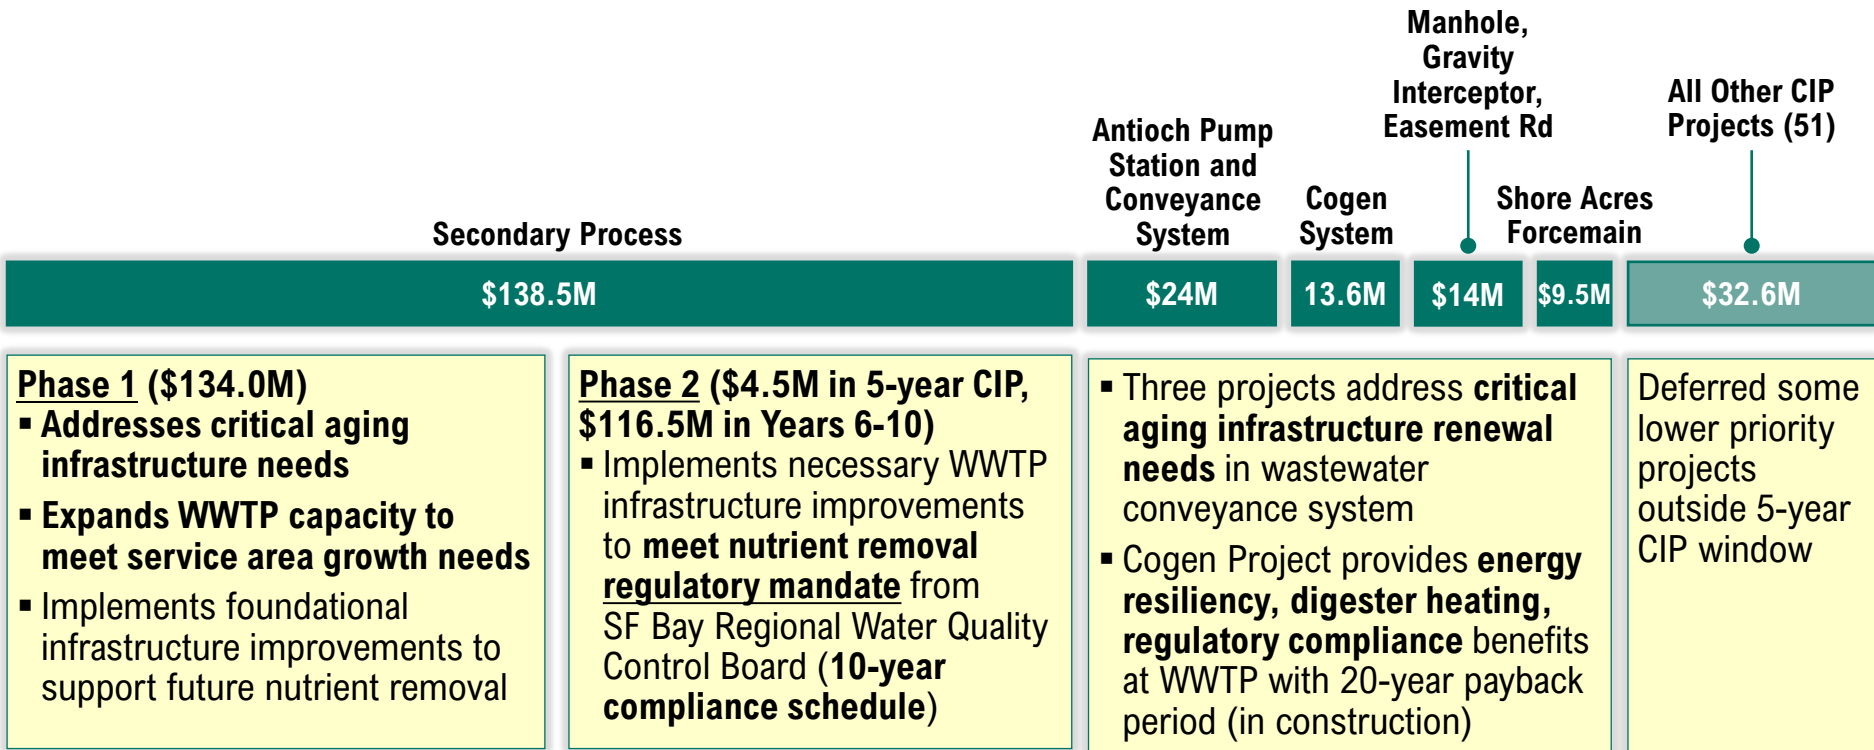 Secondary Process
Antioch Pump
Station and
Conveyance
System
Cogen
System
Manhole,
Gravity
Interceptor,
Easement Rd
Shore Acres
Forcemain
All Other CIP
Projects (51)
$138.5M
$24M
13.6M
$14M
$9.5M
$32.6M
Phase 1 ($134.0M)
▪ Addresses critical aging
infrastructure needs
▪ Expands WWTP capacity to
meet service area growth needs
▪ Implements foundational
infrastructure improvements to
support future nutrient removal
Phase 2 ($4.5M in 5-year CIP,
$116.5M in Years 6-10)
▪ Implements necessary WWTP
infrastructure improvements
to meet nutrient removal
regulatory mandate from
SF Bay Regional Water Quality
Control Board (10-year
compliance schedule)
▪ Three projects address critical
aging infrastructure renewal
needs in wastewater
conveyance system
▪ Cogen Project provides energy
resiliency, digester heating,
regulatory compliance benefits
at WWTP with 20-year payback
period (in construction)
Deferred some
lower priority
projects
outside 5-year
CIP window